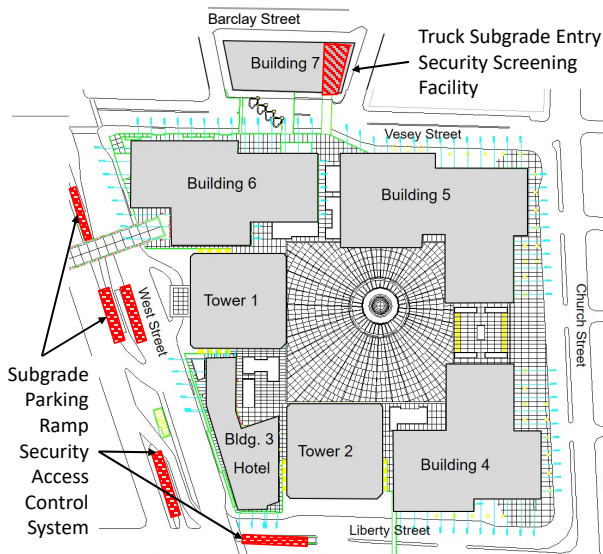 Barclay Street
Truck Subgrade Entry
Security Screening
Facility
Building 7
Vesey Street
Building 6
Building 5
Tower 1
West Street
Church Street
Subgrade
Parking
Ramp
Security
Access
Control
System
Bldg. 3
Hotel
Tower 2
Building 4
Liberty Street